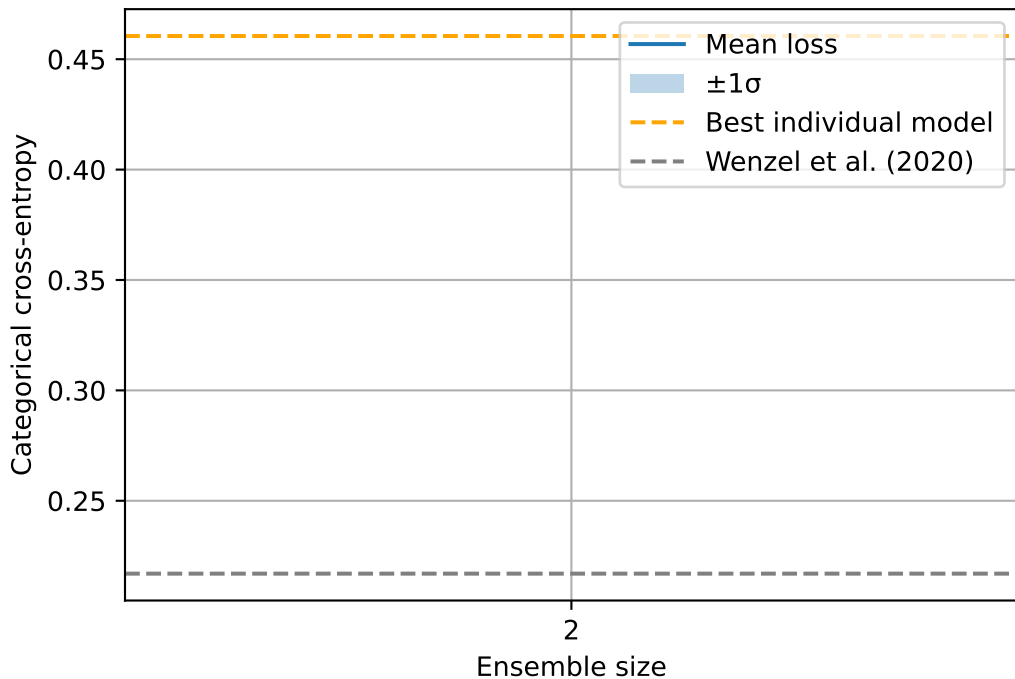 Mean loss
±1σ
Best individual model
Wenzel et al. (2020)
Categorical cross-entropy
0.45
0.40
0.35
0.30
0.25
2
Ensemble size